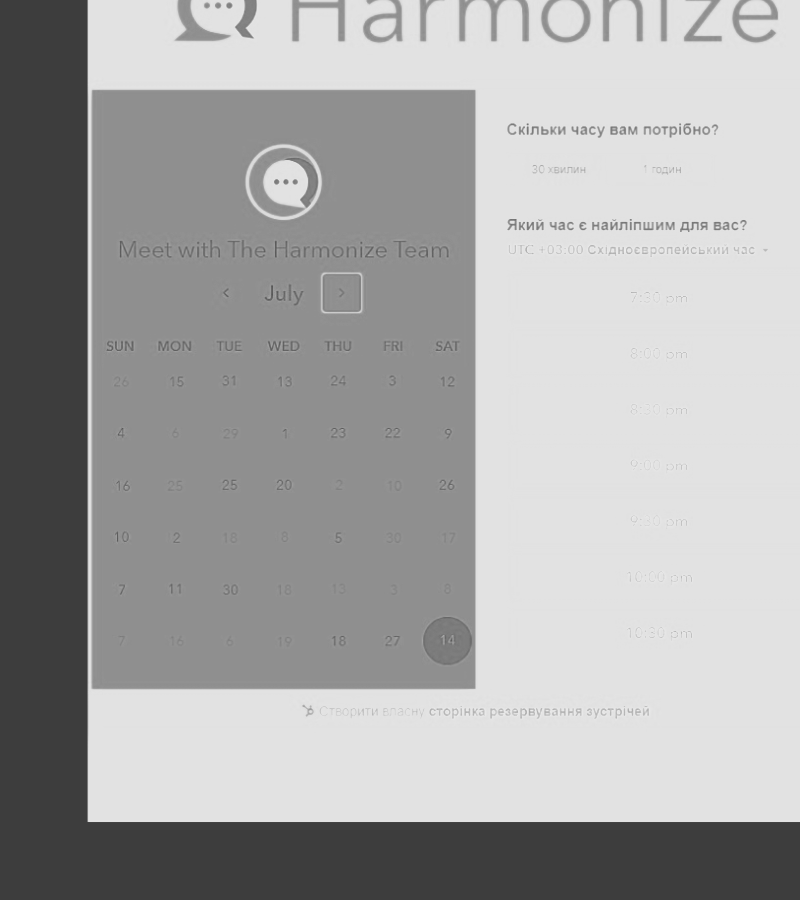 Harmonize
Meet with The Harmonize Team
July
SUN MON TUE WED THU FRI SAT
26 15 31 13 24 3 12
4 6 29 1 23 22 9
16 25 25 20 2 10 26
10 2 18 8 5 30 17
7 11 30 18 13 3 8
7 16 6 19 18 27 14
Скільки часу вам потрібно?
30 хвилин 1 годин
Який час є найліпшим для вас?
UTC +03:00 Східноєвропейський час
7:30 pm
8:00 pm
8:30 pm
9:00 pm
9:30 pm
10:00 pm
10:30 pm
Створити власну сторінка резервування зустрічей